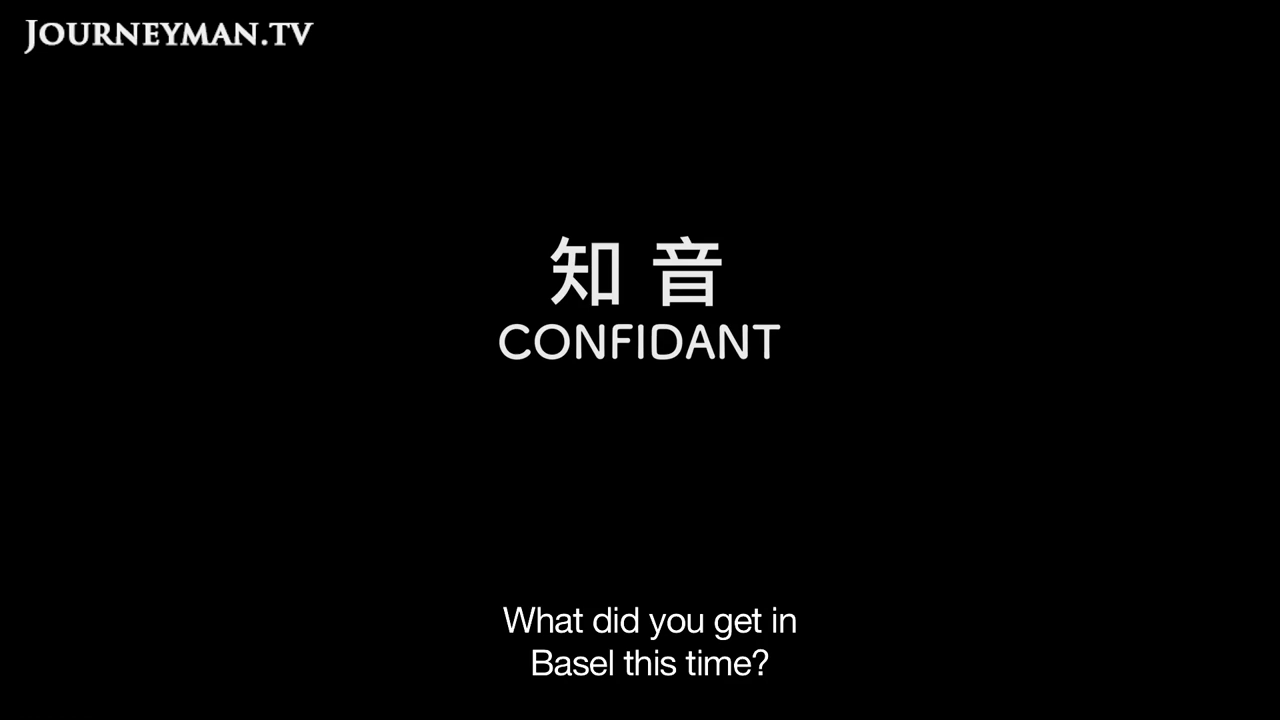 JOURNEYMAN.TV
知音
CONFIDANT
What did you get in
Basel this time?